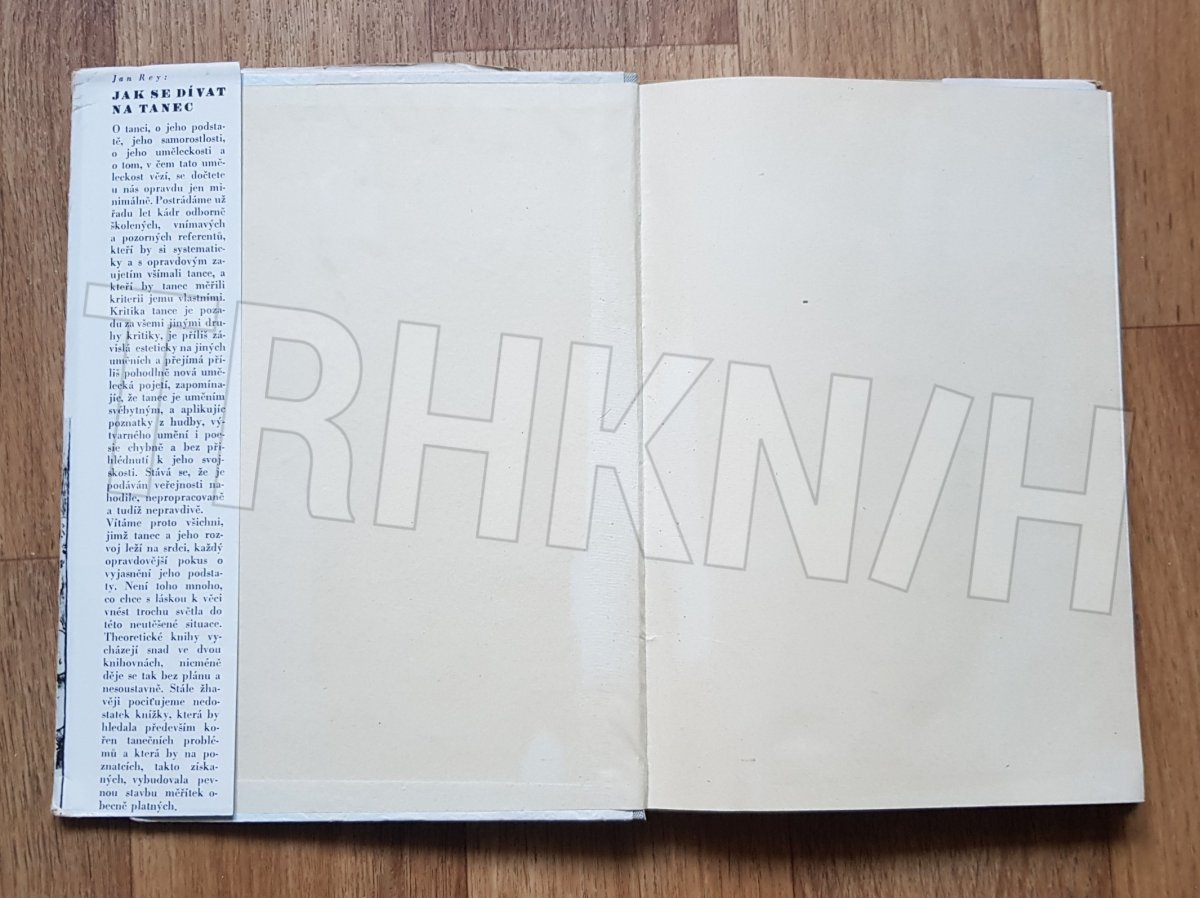 Jan Rey:
JAK SE DÍVAT
NA TANEC
O tanci, o jeho podsta-
tě, jeho samorostlosti,
o jeho uměleckosti a
o tom, v čem tato umě-
leckost vězí, se dočtete
u nás opravdu jen mi-
nimálně. Postrádáme už
řadu let kádr odborně
školených, vnímavých
a pozorných referentů,
kteří by si systematic-
ky a s opravdovým za-
ujetím všímali tance, a
kteří by tanec měřili
kriterii jemu vlastními.
Kritika tance je poza-
du za všemi jinými dru-
hy kritiky, je příliš zá-
vislá esteticky na jiných
uměních a přejímá pří-
liš pohodlně nová umě-
lecká pojetí, zapomína-
jíc, že tanec je uměním
svébytným, a aplikujíc
poznatky z hudby, vý-
tvarného umění i poe-
sie chybně a bez při-
hlédnutí k jeho svoj-
skosti. Stává se, že je
podáván veřejnosti na-
hodile, nepropracovaně
a tudíž nepravdivě.
Vítáme proto všichni,
jimž tanec a jeho roz-
voj leží na srdci, každý
opravdovější pokus o
vyjasnění jeho podsta-
ty. Není toho mnoho,
co chce s láskou k věci
vnést trochu světla do
této neutěšené situace.
Theoretické knihy vy-
cházejí snad ve dvou
knihovnách, nicméně
děje se tak bez plánu a
nesoustavně. Stále žha-
věji pociťujeme nedo-
statek knížky, která by
hledala především ko-
řen tanečních problé-
mů a která by na po-
znatcích, takto získa-
ných, vybudovala pev-
nou stavbu měřítek o-
becně platných.
TRHKNIH